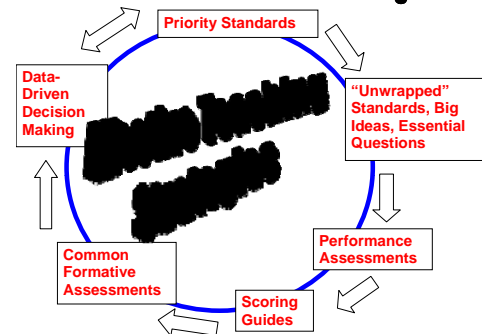 Priority Standards
"Unwrapped"
Standards, Big
Ideas, Essential
Questions
Performance
Assessments
Scoring
Guides
Common
Formative
Assessments
Data-
Driven
Decision
Making